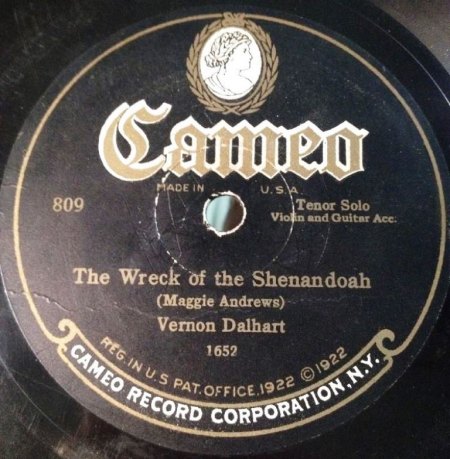 Cameo
MADE IN U.S.A.
809
Tenor Solo
Violin and Guitar Acc.
The Wreck of the Shenandoah
(Maggie Andrews)
Vernon Dalhart
1652
REG. IN U S PAT. OFFICE. 1922 © 1922
CAMEO RECORD CORPORATION, N.Y.